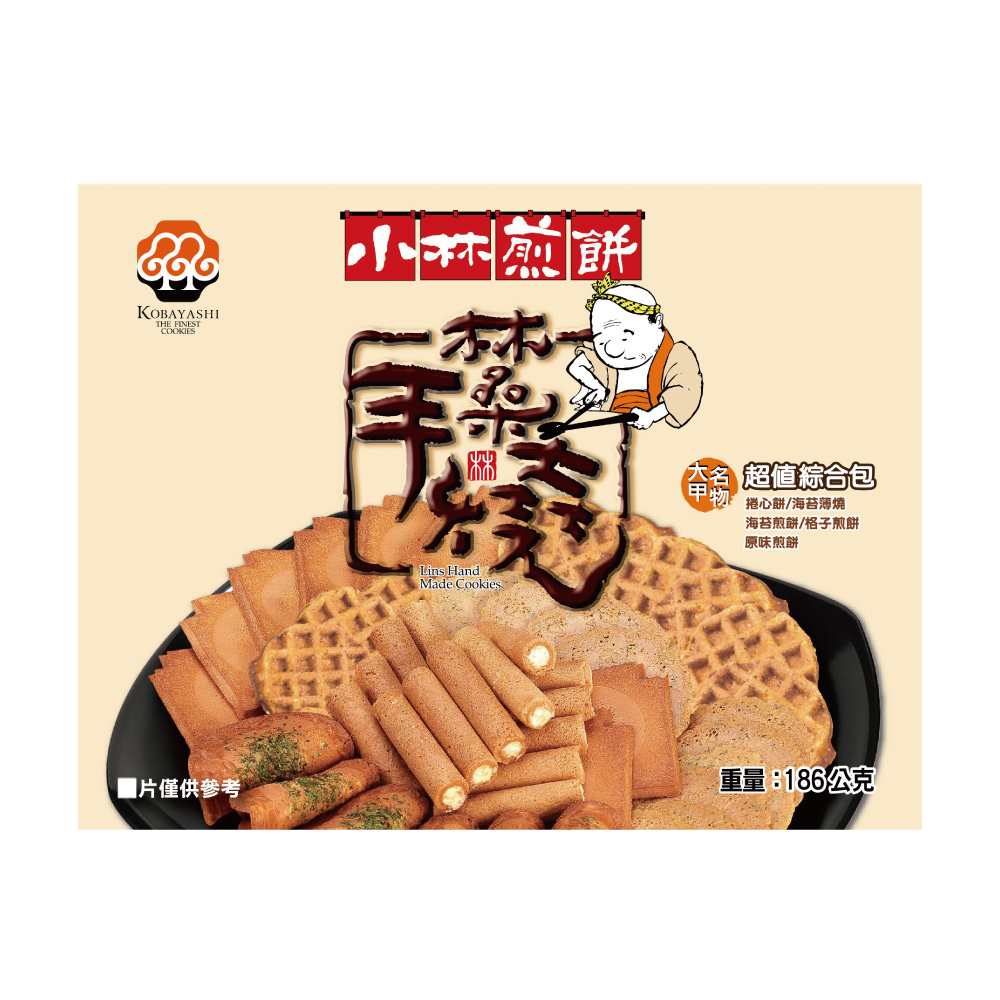 小林煎餅
KOBAYASHI
THE FINEST
COOKIES
林桑手燒
林
Lins Hand
Made Cookies
大甲名物
超值綜合包
捲心餅/海苔薄燒
海苔煎餅/格子煎餅
原味煎餅
■片僅供參考
重量:186公克